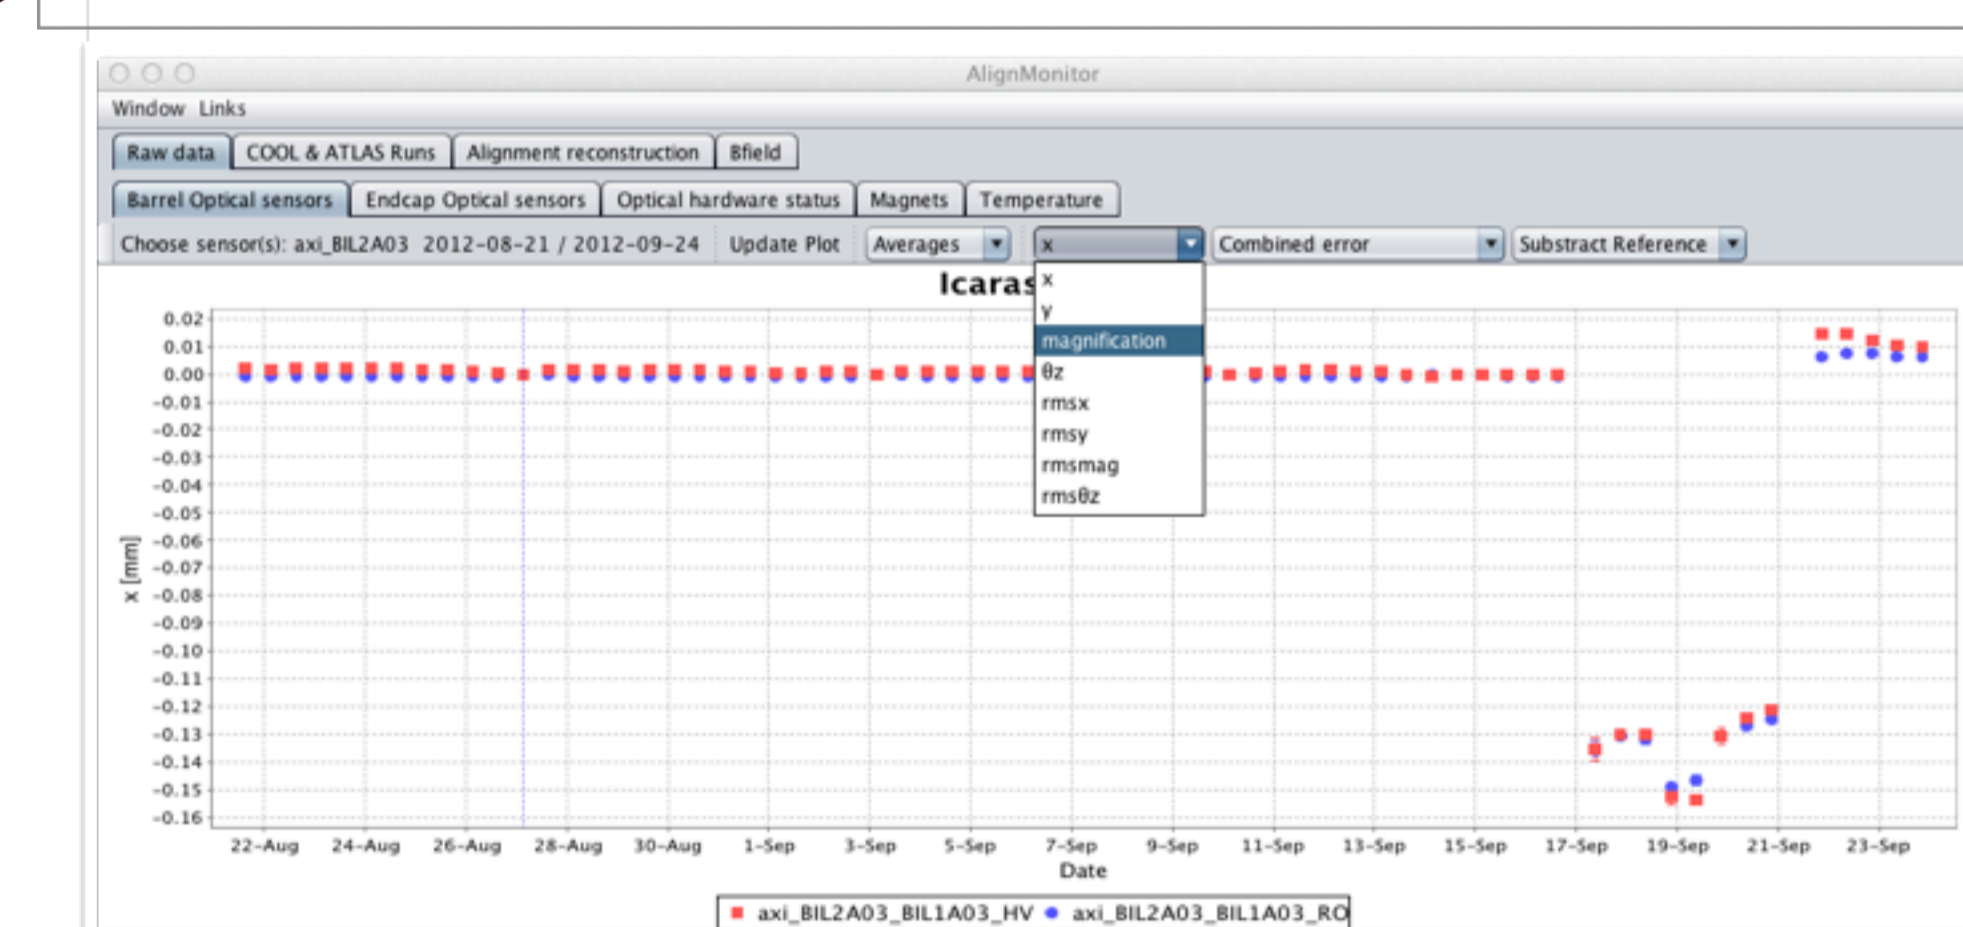 AlignMonitor
Window Links
Raw data COOL & ATLAS Runs Alignment reconstruction Bfield
Barrel Optical sensors Endcap Optical sensors Optical hardware status Magnets Temperature
Choose sensor(s): axi_BIL2A03 2012-08-21 / 2012-09-24 Update Plot Averages x Combined error Substract Reference
Icaras
x
y
magnification
θz
rmsx
rmsy
rmsmag
rmsθz
0.02
0.01
0.00
-0.01
-0.02
-0.03
-0.04
-0.05
-0.06
-0.07
-0.08
-0.09
-0.10
-0.11
-0.12
-0.13
-0.14
-0.15
-0.16
x [mm]
22-Aug 24-Aug 26-Aug 28-Aug 30-Aug 1-Sep 3-Sep 5-Sep 7-Sep 9-Sep 11-Sep 13-Sep 15-Sep 17-Sep 19-Sep 21-Sep 23-Sep
Date
axi_BIL2A03_BIL1A03_HV axi_BIL2A03_BIL1A03_RO